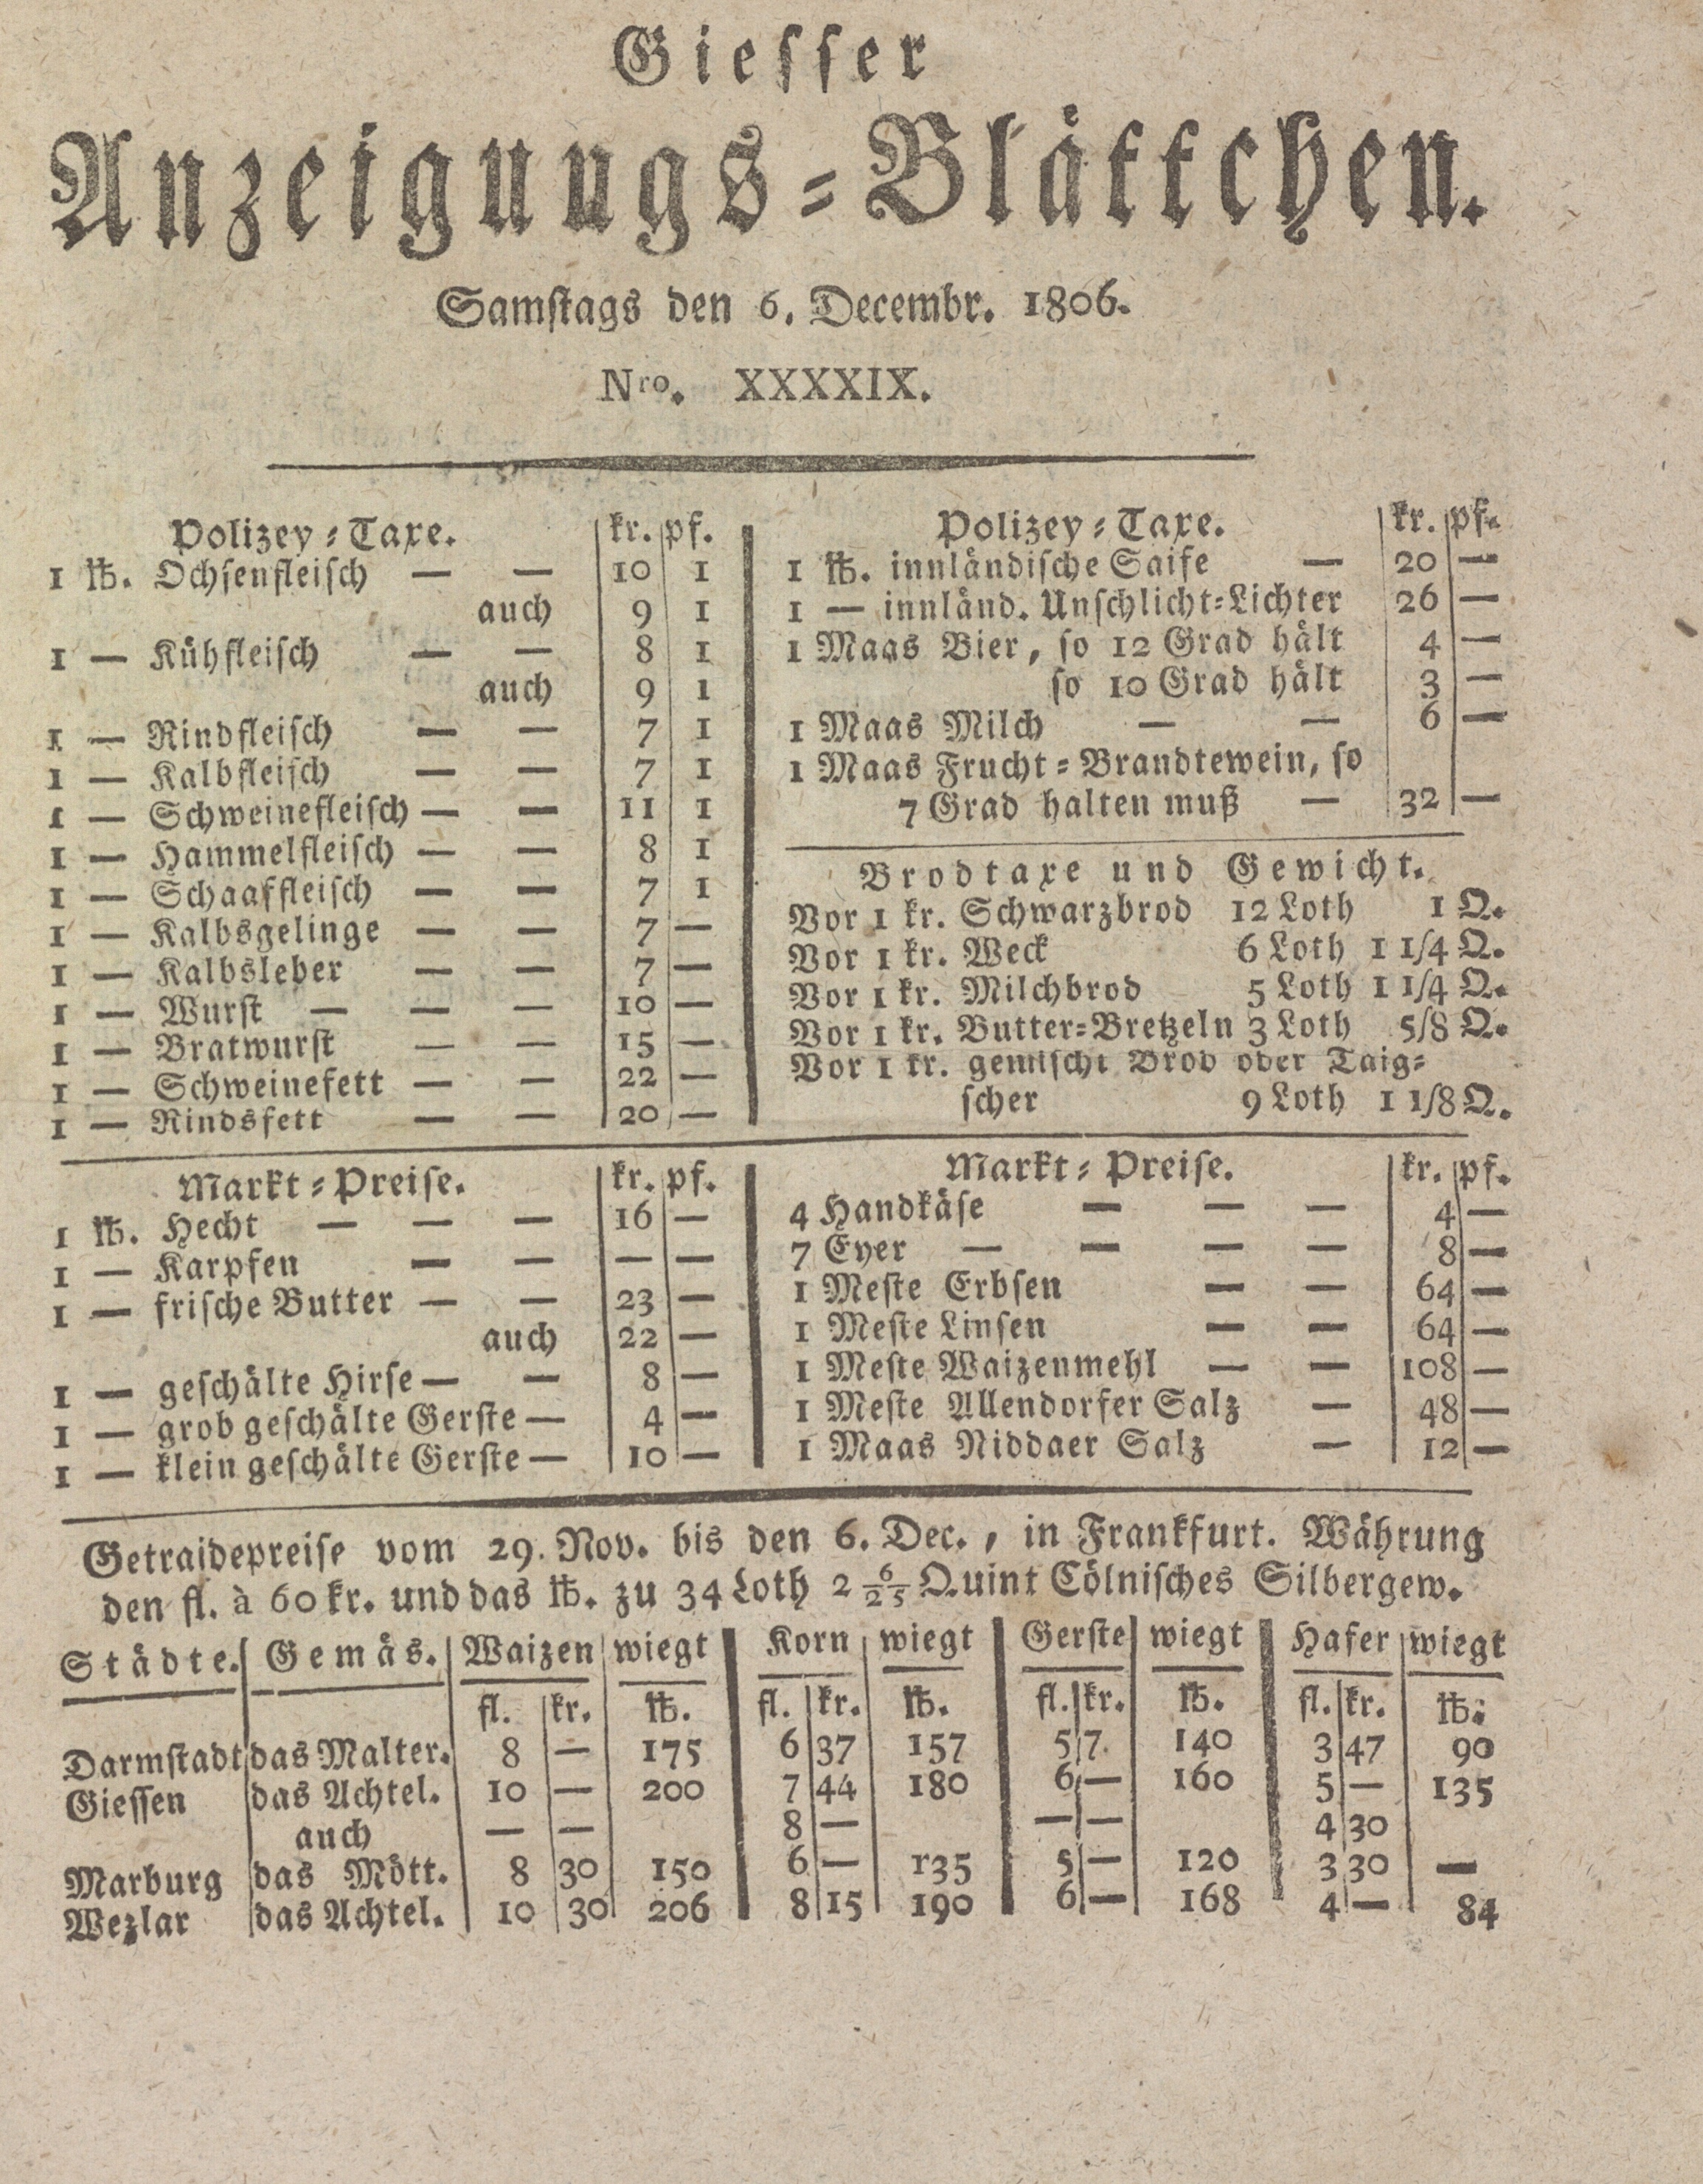 Giesser
Anzeigungs-Blättchen.
Samstags den 6. Decembr. 1806.
Nro. XXXXIX.
Polizey-Taxe. kr. pf.
1 ℔. Ochsenfleisch — — 10 1
auch 9 1
1 — Kühfleisch — — 8 1
auch 9 1
1 — Rindfleisch — — 7 1
1 — Kalbfleisch — — 7 1
1 — Schweinefleisch — — 11 1
1 — Hammelfleisch — — 8 1
1 — Schaaffleisch — — 7 1
1 — Kalbsgelinge — — 7 —
1 — Kalbsleber — — 7 —
1 — Wurst — — — 10 —
1 — Bratwurst — — 15 —
1 — Schweinefett — — 22 —
1 — Rindsfett — — 20 —
Polizey-Taxe. kr. pf.
1 ℔. innländische Saife — 20 —
1 — innländ. Unschlicht-Lichter 26 —
1 Maas Bier, so 12 Grad hält 4 —
so 10 Grad hält 3 —
1 Maas Milch — — 6 —
1 Maas Frucht-Brandtewein, so
7 Grad halten muß — 32 —
Brodtaxe und Gewicht.
Vor 1 kr. Schwarzbrod 12 Loth 1 Q.
Vor 1 kr. Weck 6 Loth 1 1/4 Q.
Vor 1 kr. Milchbrod 5 Loth 1 1/4 Q.
Vor 1 kr. Butter-Bretzeln 3 Loth 5/8 Q.
Vor 1 kr. gemischt Brod oder Taig-
scher 9 Loth 1 1/8 Q.
Markt-Preise. kr. pf.
1 ℔. Hecht — — — 16 —
1 — Karpfen — — — —
1 — frische Butter — — 23 —
auch 22 —
1 — geschälte Hirse — — 8 —
1 — grob geschälte Gerste — 4 —
1 — klein geschälte Gerste — 10 —
Markt-Preise. kr. pf.
4 Handkäse — — — 4 —
7 Eyer — — — — 8 —
1 Meste Erbsen — — 64 —
1 Meste Linsen — — 64 —
1 Meste Waizenmehl — — 108 —
1 Meste Allendorfer Salz — 48 —
1 Maas Niddaer Salz — 12 —
Getraidepreise vom 29. Nov. bis den 6. Dec., in Frankfurt. Währung
den fl. à 60 kr. und das ℔. zu 34 Loth 2 6/25 Quint Cölnisches Silbergew.
Städte. Gemäs. Waizen wiegt Korn wiegt Gerste wiegt Hafer wiegt
fl. kr. ℔. fl. kr. ℔. fl. kr. ℔. fl. kr. ℔.
Darmstadt das Malter. 8 — 175 6 37 157 5 7 140 3 47 90
Giessen das Achtel. 10 — 200 7 44 180 6 — 160 5 — 135
auch — — 8 — — — 4 30
Marburg das Mött. 8 30 150 6 — 135 5 — 120 3 30 —
Wezlar das Achtel. 10 30 206 8 15 190 6 — 168 4 — 84